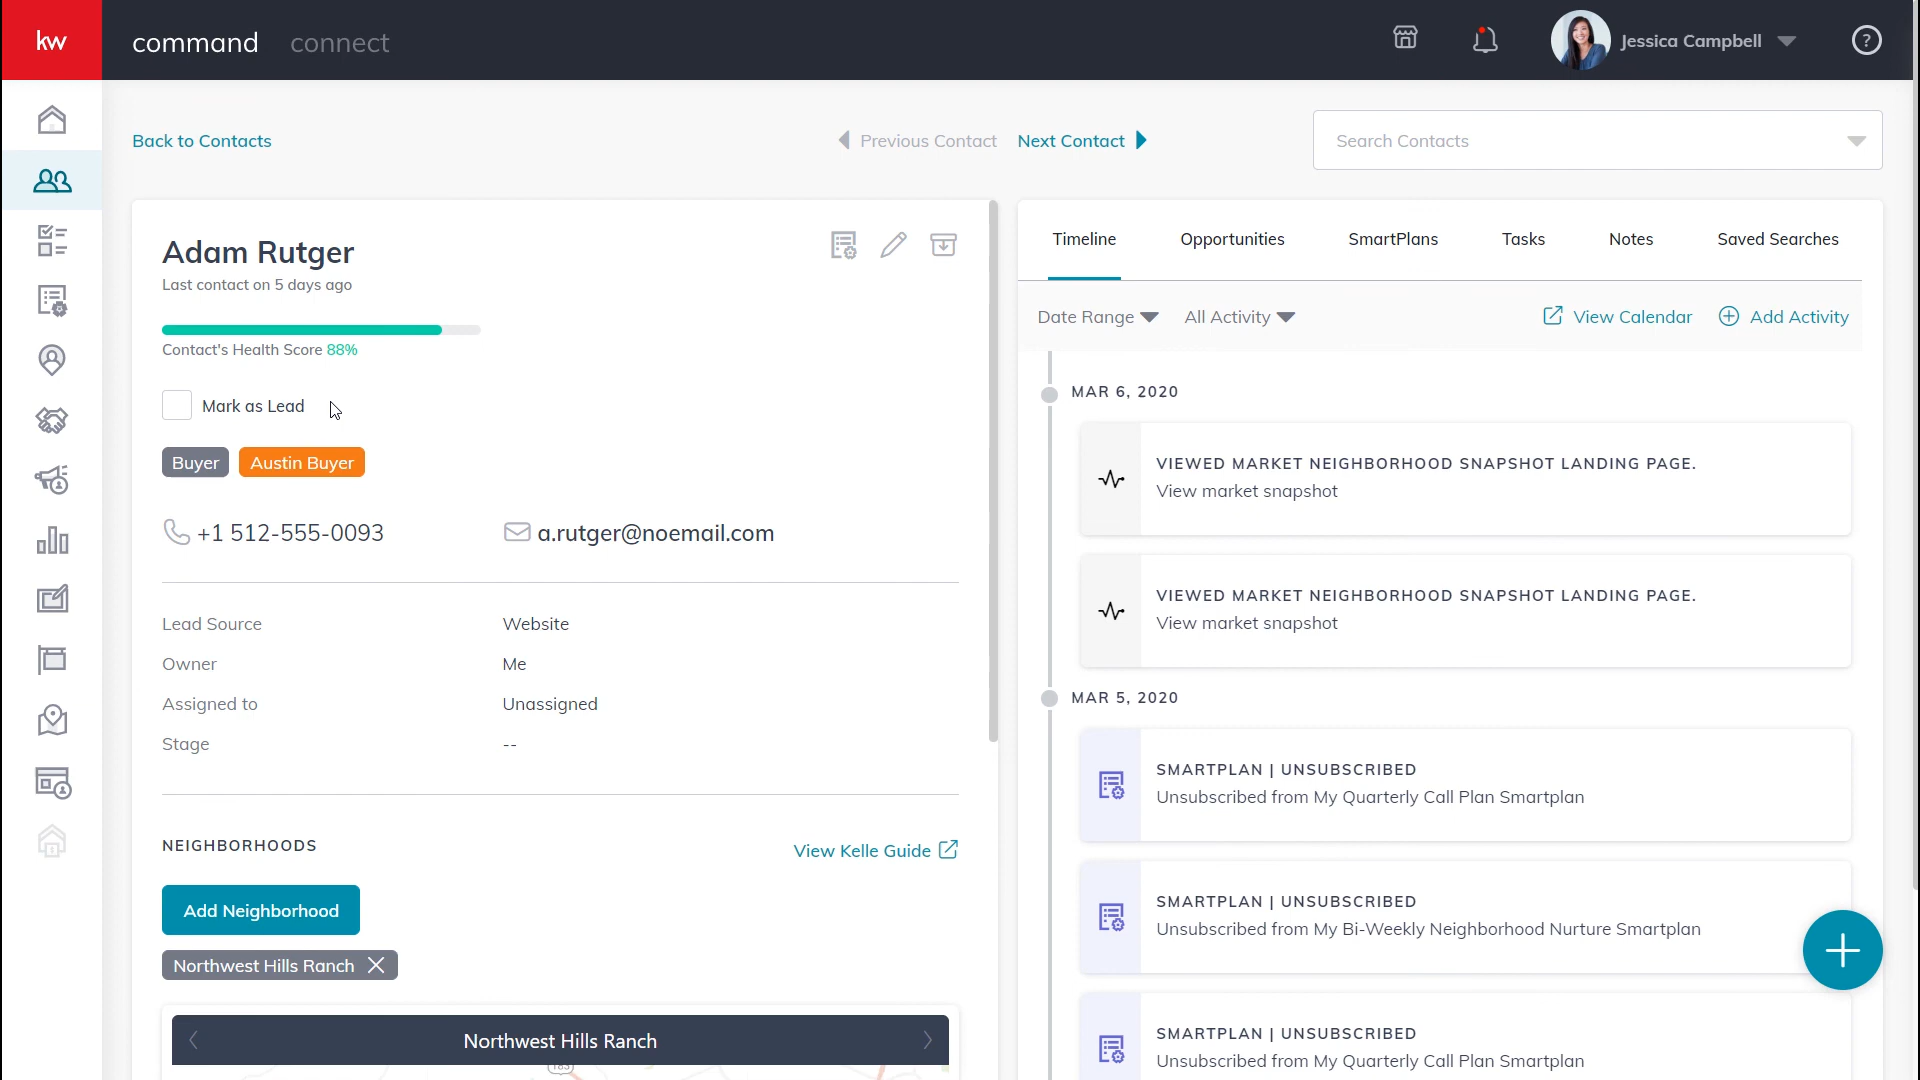 kw
command
connect
Jessica Campbell
?
Back to Contacts
Previous Contact
Next Contact
Search Contacts
Adam Rutger
Last contact on 5 days ago
Contact's Health Score 88%
Mark as Lead
Buyer
Austin Buyer
+1 512-555-0093
a.rutger@noemail.com
Lead Source
Website
Owner
Me
Assigned to
Unassigned
Stage
--
NEIGHBORHOODS
View Kelle Guide
Add Neighborhood
Northwest Hills Ranch
Northwest Hills Ranch
183
Timeline
Opportunities
SmartPlans
Tasks
Notes
Saved Searches
Date Range
All Activity
View Calendar
Add Activity
MAR 6, 2020
VIEWED MARKET NEIGHBORHOOD SNAPSHOT LANDING PAGE.
View market snapshot
VIEWED MARKET NEIGHBORHOOD SNAPSHOT LANDING PAGE.
View market snapshot
MAR 5, 2020
SMARTPLAN | UNSUBSCRIBED
Unsubscribed from My Quarterly Call Plan Smartplan
SMARTPLAN | UNSUBSCRIBED
Unsubscribed from My Bi-Weekly Neighborhood Nurture Smartplan
SMARTPLAN | UNSUBSCRIBED
Unsubscribed from My Quarterly Call Plan Smartplan